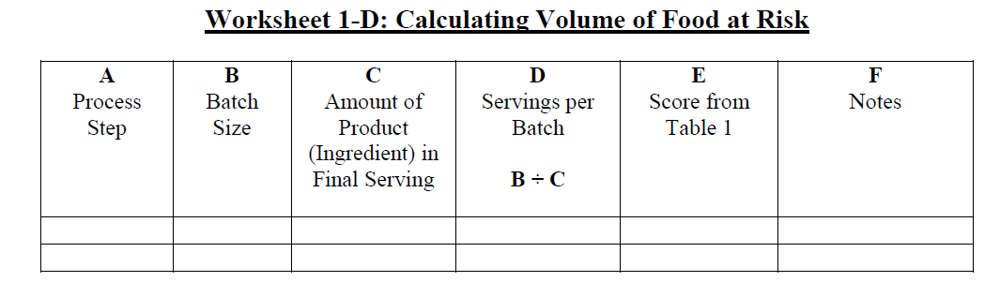 Worksheet 1-D: Calculating Volume of Food at Risk
A
Process
Step
B
Batch
Size
C
Amount of
Product
(Ingredient) in
Final Serving
D
Servings per
Batch
B ÷ C
E
Score from
Table 1
F
Notes